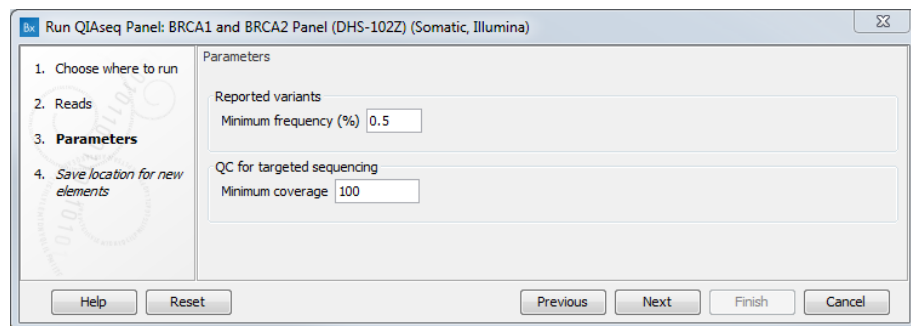 Bx Run QIAseq Panel: BRCA1 and BRCA2 Panel (DHS-102Z) (Somatic, Illumina)
1. Choose where to run
2. Reads
3. Parameters
4. Save location for new
elements
Parameters
Reported variants
Minimum frequency (%) 0.5
QC for targeted sequencing
Minimum coverage 100
Help Reset Previous Next Finish Cancel